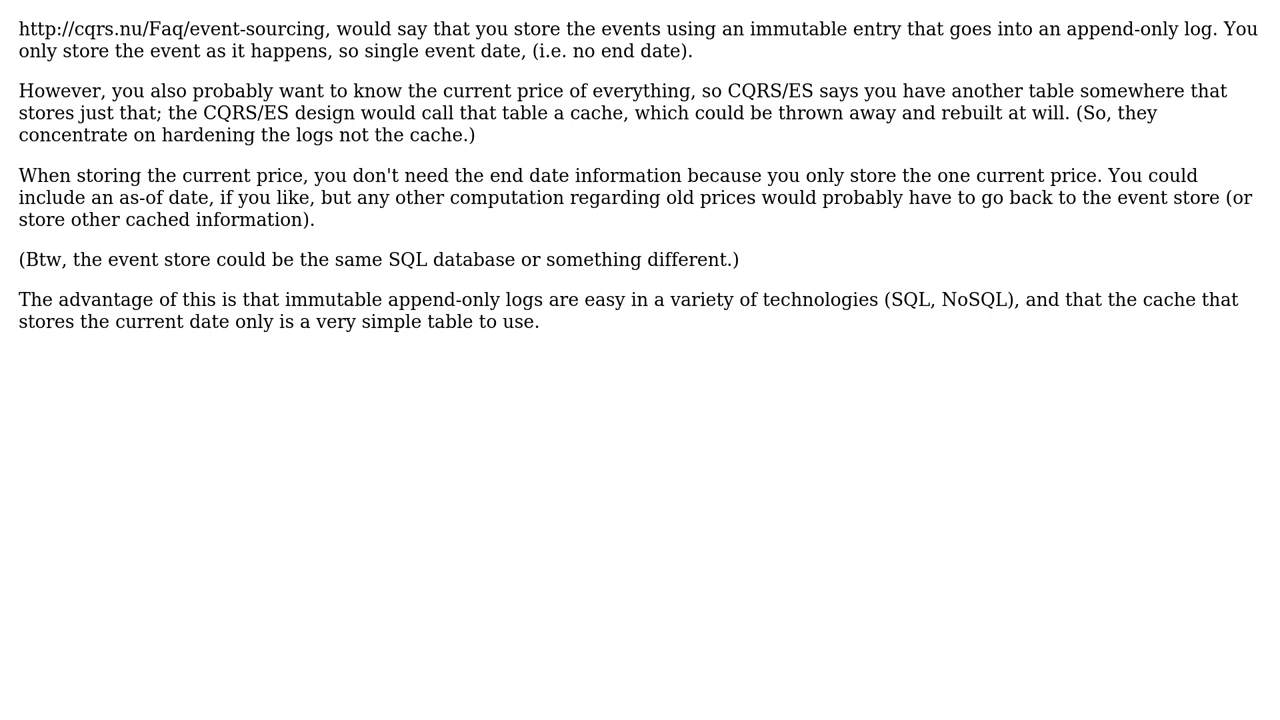 http://cqrs.nu/Faq/event-sourcing, would say that you store the events using an immutable entry that goes into an append-only log. You
only store the event as it happens, so single event date, (i.e. no end date).
However, you also probably want to know the current price of everything, so CQRS/ES says you have another table somewhere that
stores just that; the CQRS/ES design would call that table a cache, which could be thrown away and rebuilt at will. (So, they
concentrate on hardening the logs not the cache.)
When storing the current price, you don't need the end date information because you only store the one current price. You could
include an as-of date, if you like, but any other computation regarding old prices would probably have to go back to the event store (or
store other cached information).
(Btw, the event store could be the same SQL database or something different.)
The advantage of this is that immutable append-only logs are easy in a variety of technologies (SQL, NoSQL), and that the cache that
stores the current date only is a very simple table to use.